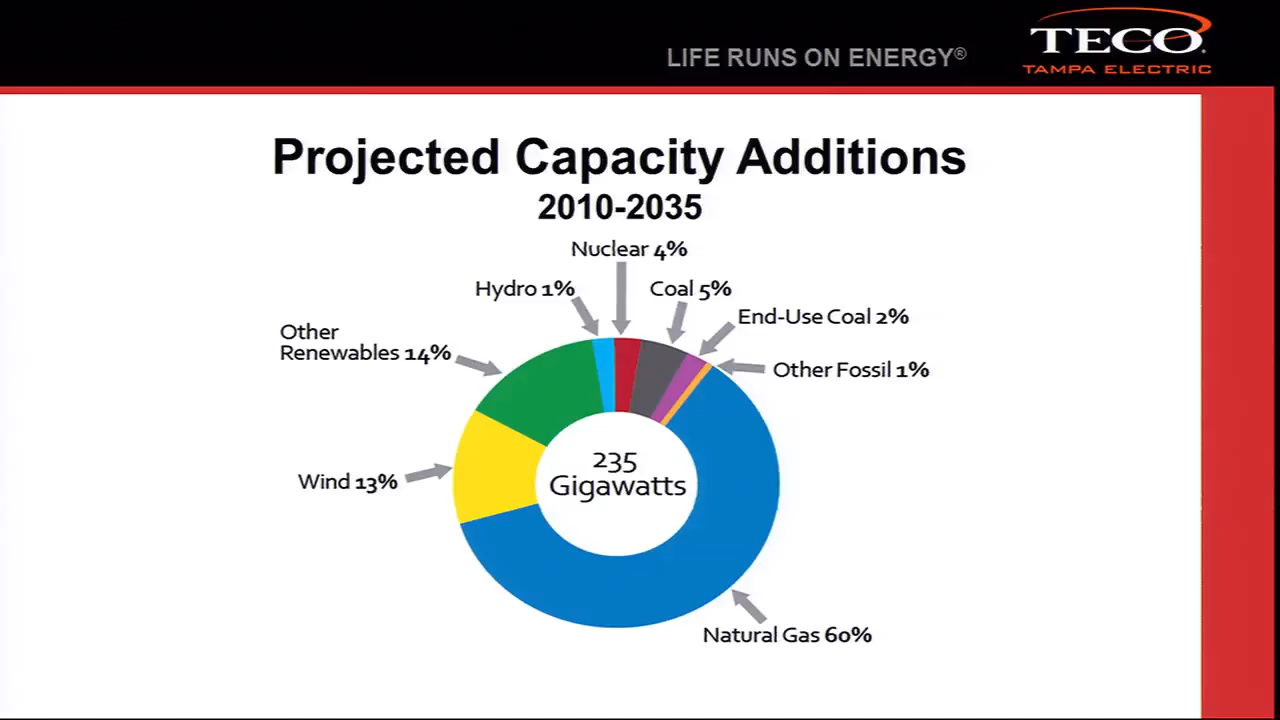 LIFE RUNS ON ENERGY®
TECO.
TAMPA ELECTRIC
Projected Capacity Additions
2010-2035
Nuclear 4%
Hydro 1%
Coal 5%
End-Use Coal 2%
Other
Renewables 14%
Other Fossil 1%
235
Gigawatts
Wind 13%
Natural Gas 60%